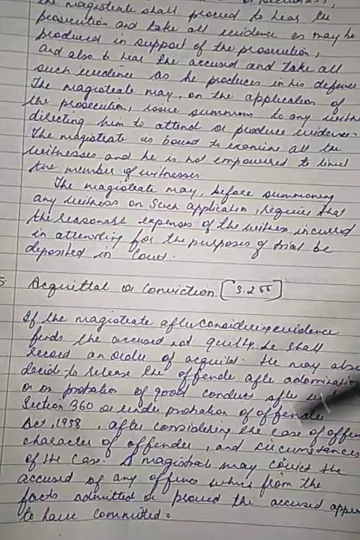 the magistrate shall proceed to hear the
prosecution and take all evidence as may be
produced in support of the prosecution,
and also to hear the accused and take all
such evidence as he produces in his defence
The magistrate may, on the application of
the prosecution, issue summons to any
directing him to attend or produce evidence.
The magistrate is bound to examine all the
witnesses and he is not empowered to limit
the member of witnesses.
The magistrate may, before summoning
any witness on such application, require that
the reasonable expenses of the witness incurred
in attending for the purposes of trial be
deposited in Court.
Acquittal or Conviction [S.255]
If the magistrate after considering evidence
finds the accused not guilty, he shall
record an order of acquittal. He may also
decide to release the offende after admonition
or on probation of good conduct after
Section 360 or under probation of offende
Act, 1958, after considering the case of offen
character of offender, and circumstances
of the case. A magistrate may convict the
accused of any offence which from the
facts admitted or proved the accused appe
to have committed.